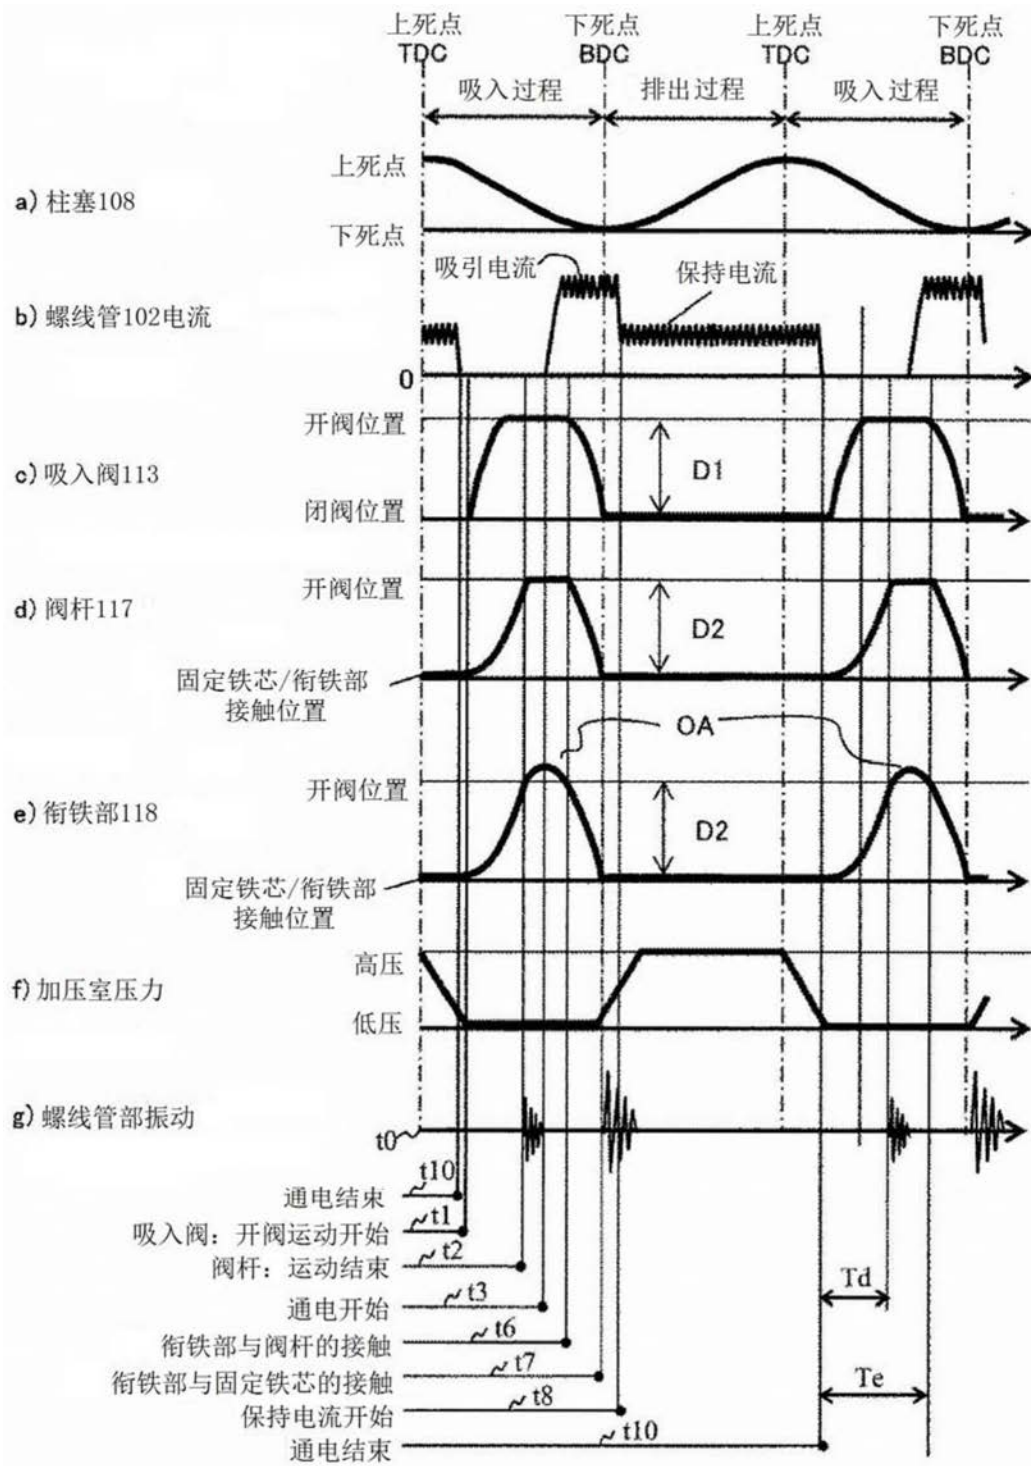 上死点 下死点 上死点 下死点
TDC BDC TDC BDC
吸入过程 排出过程 吸入过程
上死点
a) 柱塞108
下死点
吸引电流 保持电流
b) 螺线管102电流
0
开阀位置
D1
c) 吸入阀113
闭阀位置
开阀位置
d) 阀杆117
D2
固定铁芯/衔铁部
接触位置
OA
开阀位置
e) 衔铁部118
D2
固定铁芯/衔铁部
接触位置
高压
f) 加压室压力
低压
g) 螺线管部振动
t0
t10
通电结束
t1
吸入阀：开阀运动开始
t2
阀杆：运动结束
Td
t3
通电开始
t6
衔铁部与阀杆的接触
t7
衔铁部与固定铁芯的接触
Te
t8
保持电流开始
t10
通电结束